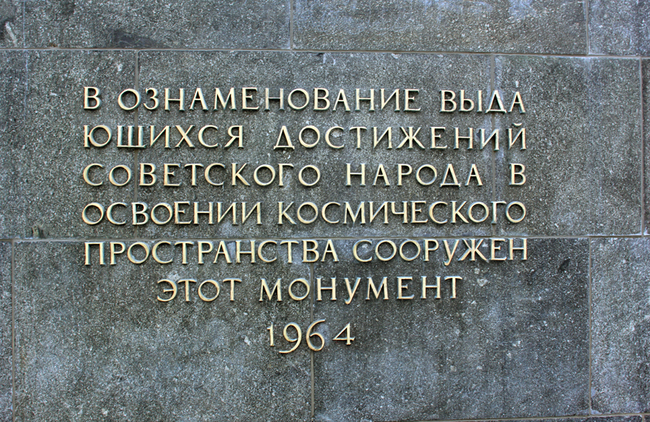 В ОЗНАМЕНОВАНИЕ ВЫДА
ЮЩИХСЯ ДОСТИЖЕНИЙ
СОВЕТСКОГО НАРОДА В
ОСВОЕНИИ КОСМИЧЕСКОГО
ПРОСТРАНСТВА СООРУЖЕН
ЭТОТ МОНУМЕНТ
1964